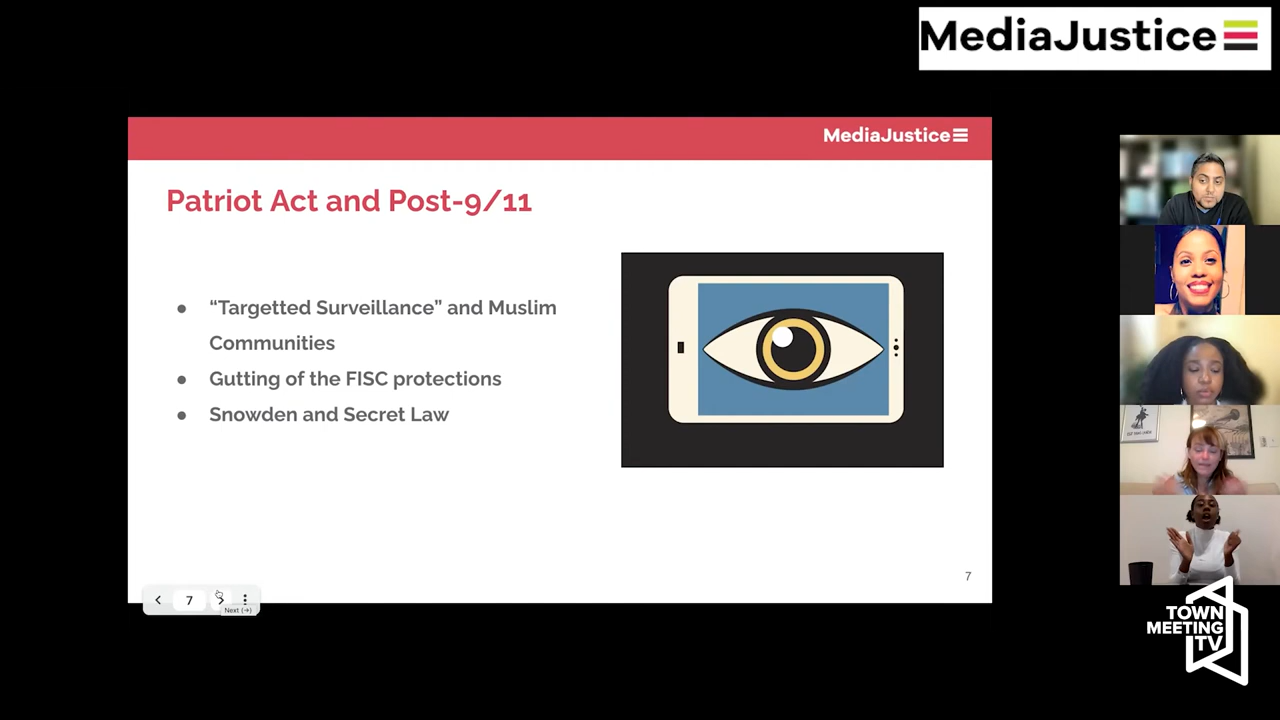 MediaJustice
MediaJustice
Patriot Act and Post-9/11
● “Targetted Surveillance” and Muslim
Communities
● Gutting of the FISC protections
● Snowden and Secret Law
7
7
Next (→)
TOWN
MEETING
TV